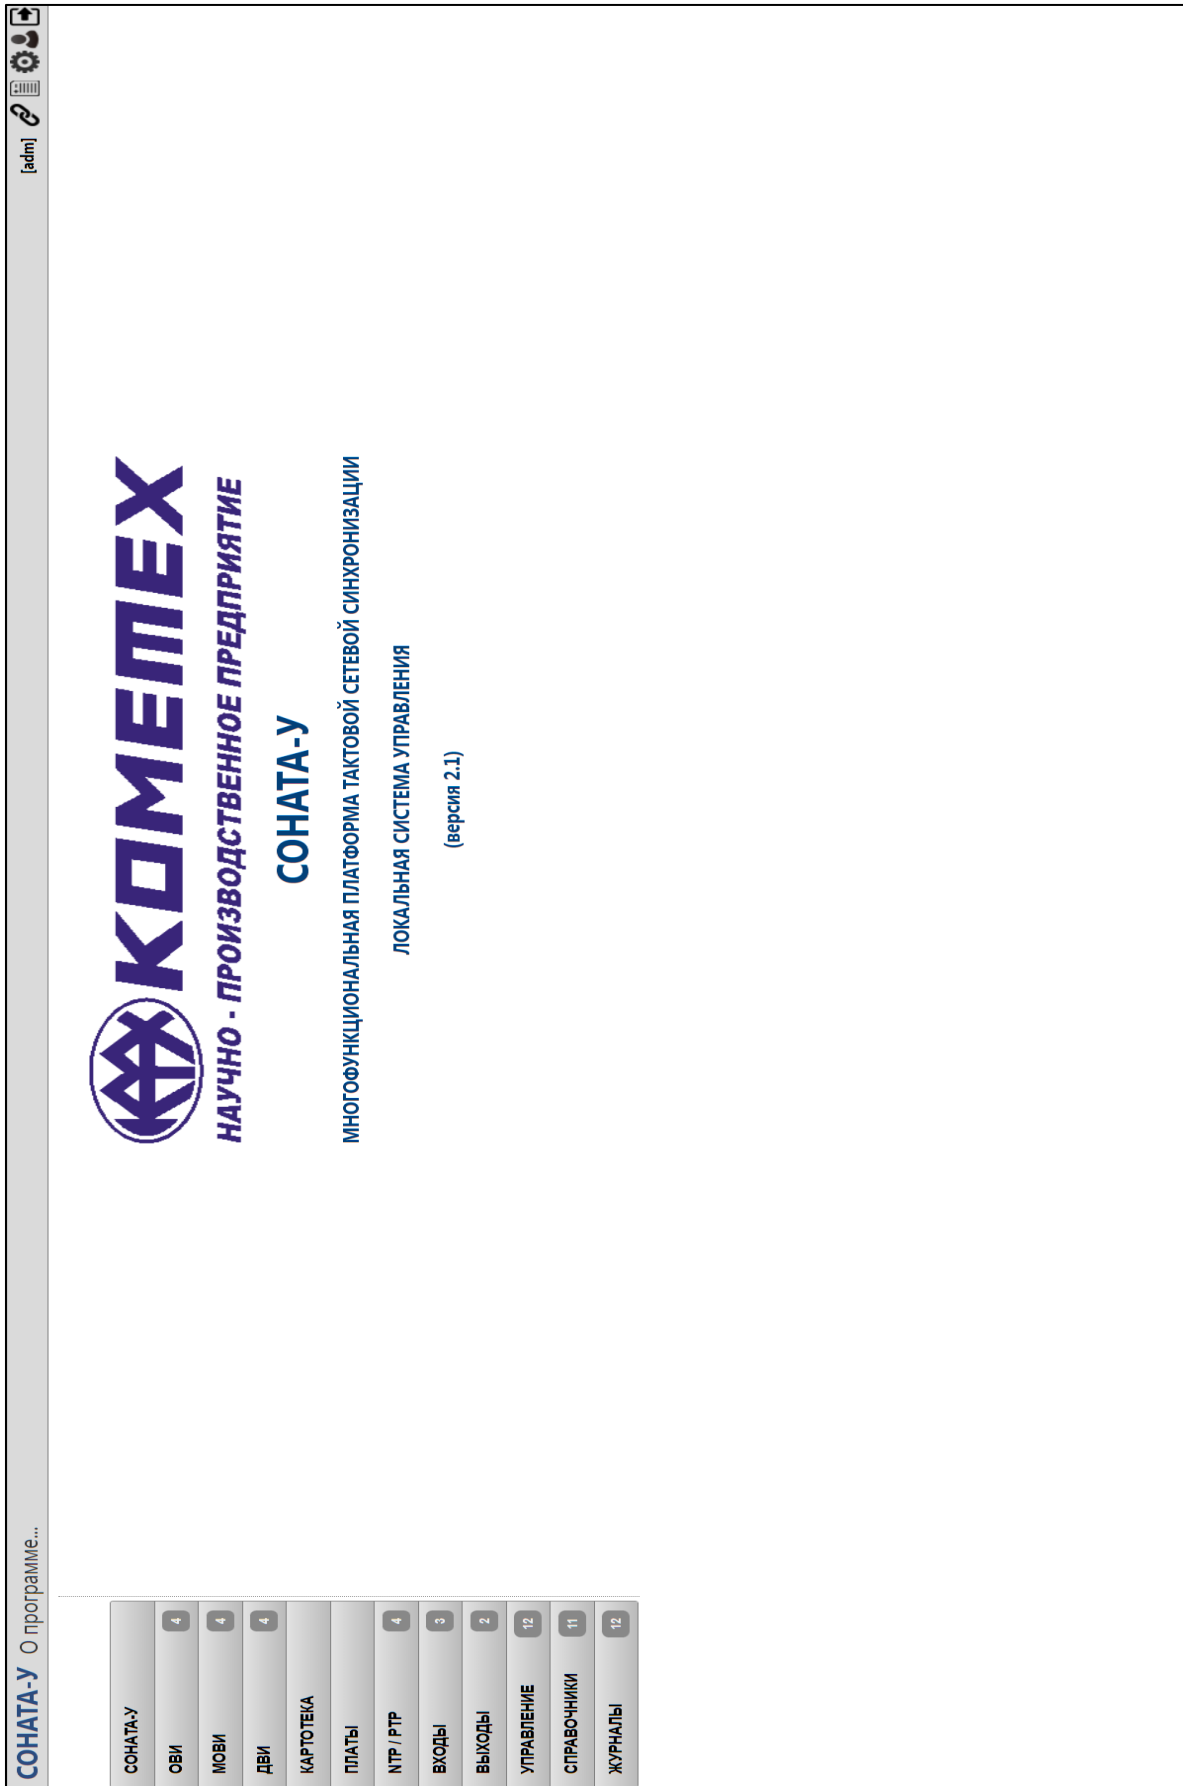 СОНАТА-У О программе...
[adm]
СОНАТА-У
ОВИ 4
МОВИ 4
ДВИ 4
КАРТОТЕКА
ПЛАТЫ
NTP / PTP 4
ВХОДЫ 3
ВЫХОДЫ 2
УПРАВЛЕНИЕ 12
СПРАВОЧНИКИ 11
ЖУРНАЛЫ 12
КОМЕТЕХ
НАУЧНО - ПРОИЗВОДСТВЕННОЕ ПРЕДПРИЯТИЕ
СОНАТА-У
МНОГОФУНКЦИОНАЛЬНАЯ ПЛАТФОРМА ТАКТОВОЙ СЕТЕВОЙ СИНХРОНИЗАЦИИ
ЛОКАЛЬНАЯ СИСТЕМА УПРАВЛЕНИЯ
(версия 2.1)